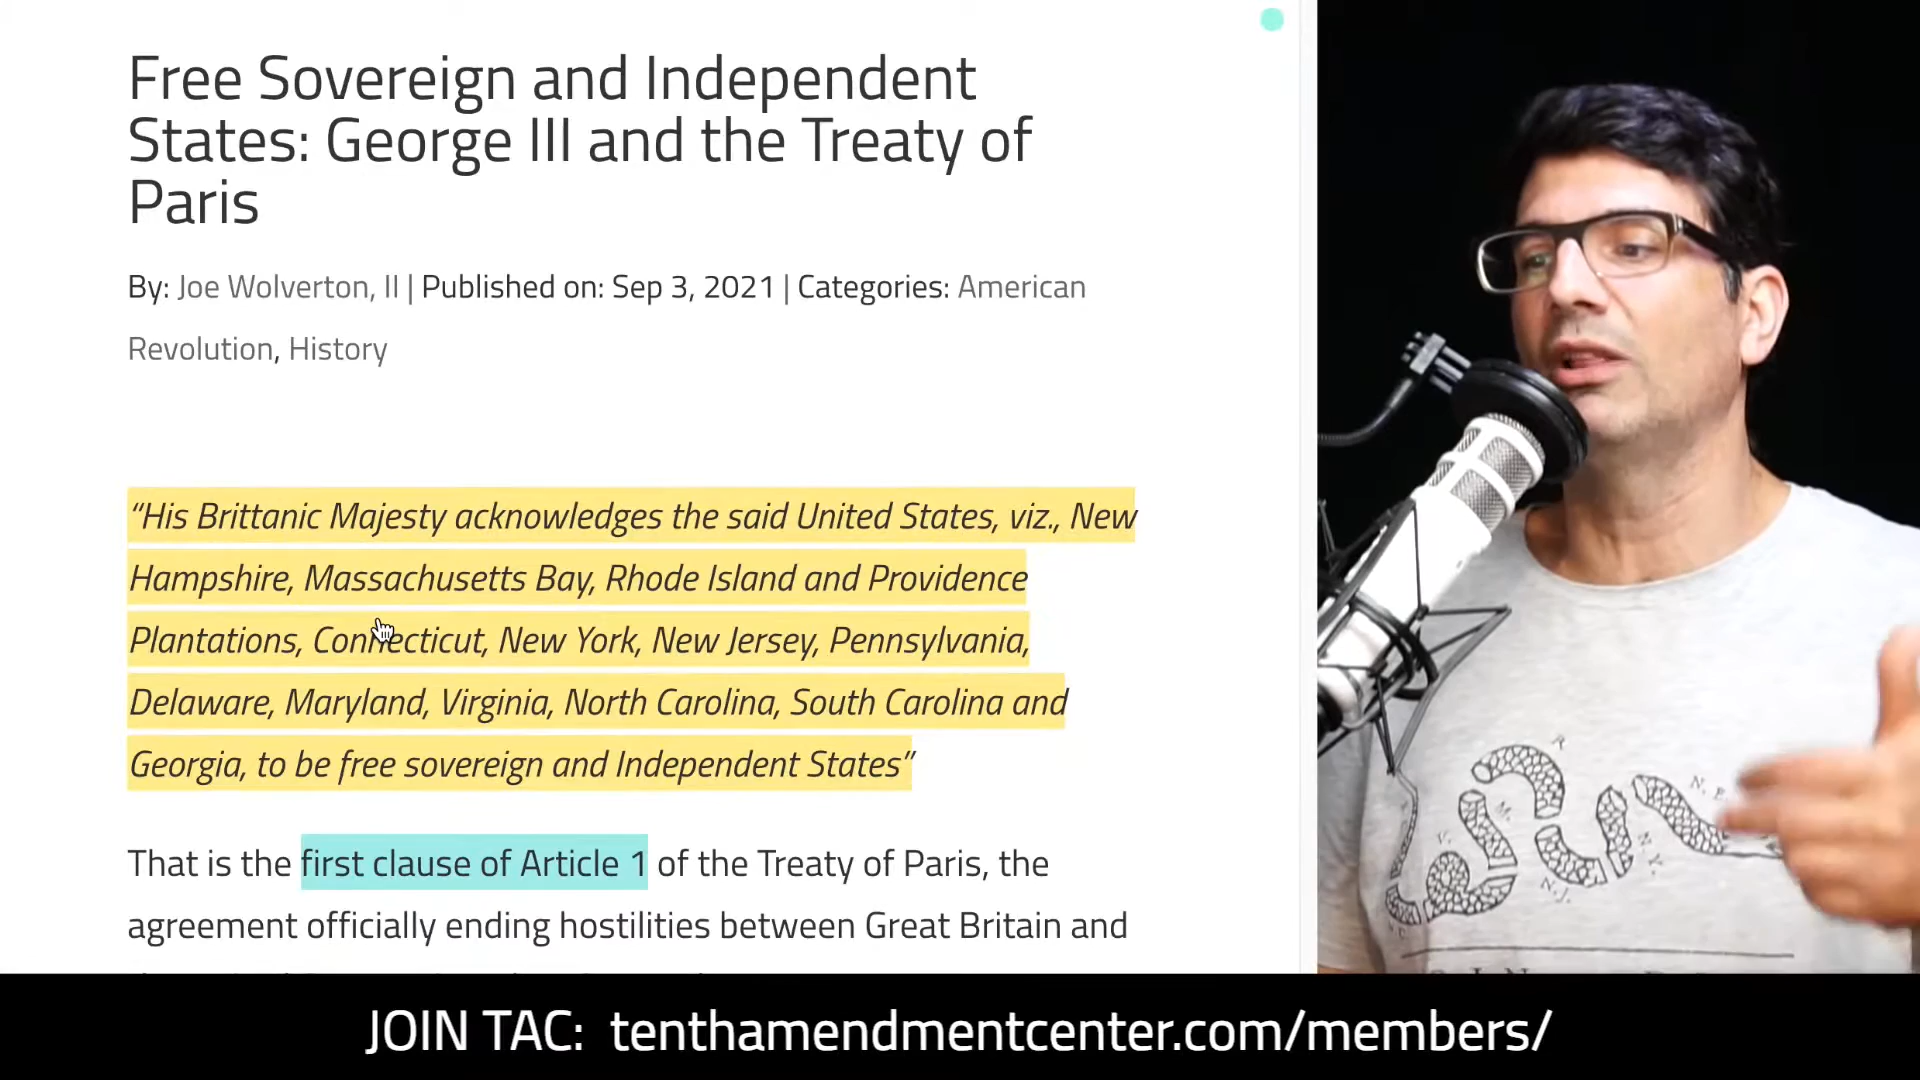 Free Sovereign and Independent
States: George III and the Treaty of
Paris
By: Joe Wolverton, II | Published on: Sep 3, 2021 | Categories: American
Revolution, History
“His Brittanic Majesty acknowledges the said United States, viz., New
Hampshire, Massachusetts Bay, Rhode Island and Providence
Plantations, Connecticut, New York, New Jersey, Pennsylvania,
Delaware, Maryland, Virginia, North Carolina, South Carolina and
Georgia, to be free sovereign and Independent States”
That is the first clause of Article 1 of the Treaty of Paris, the
agreement officially ending hostilities between Great Britain and
R
M.
V.
N.E.
N.Y.
N.J.
JOIN TAC: tenthamendmentcenter.com/members/